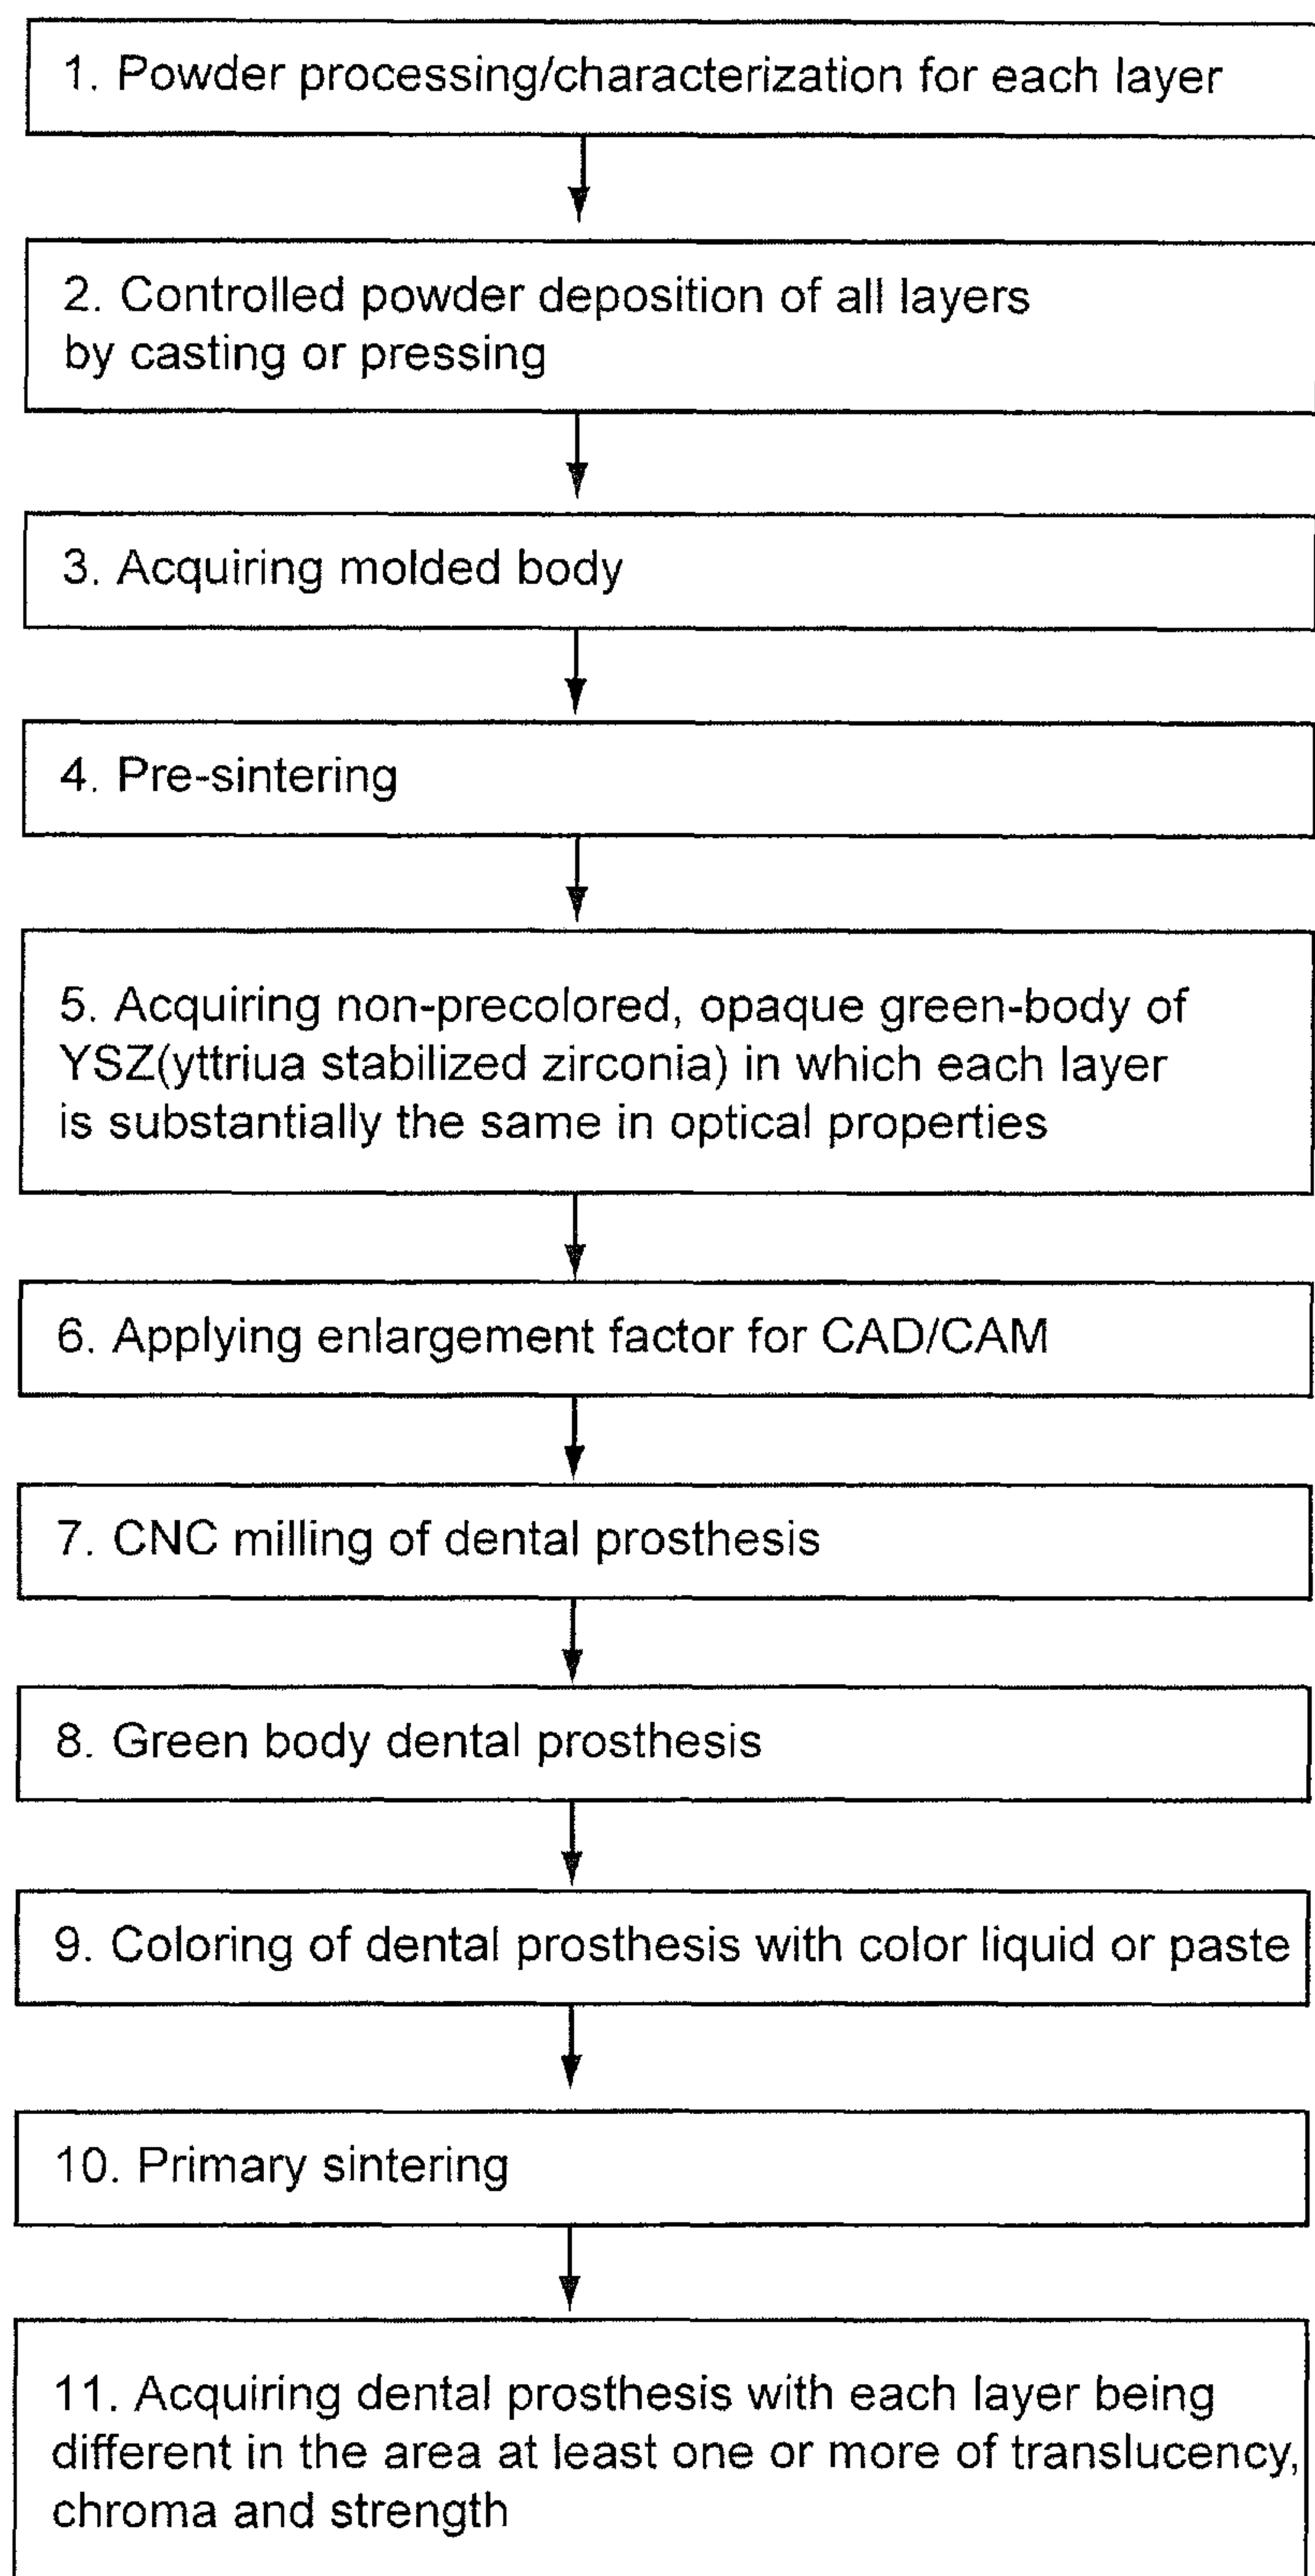 1. Powder processing/characterization for each layer
2. Controlled powder deposition of all layers
by casting or pressing
3. Acquiring molded body
4. Pre-sintering
5. Acquiring non-precolored, opaque green-body of
YSZ(yttriua stabilized zirconia) in which each layer
is substantially the same in optical properties
6. Applying enlargement factor for CAD/CAM
7. CNC milling of dental prosthesis
8. Green body dental prosthesis
9. Coloring of dental prosthesis with color liquid or paste
10. Primary sintering
11. Acquiring dental prosthesis with each layer being
different in the area at least one or more of translucency,
chroma and strength